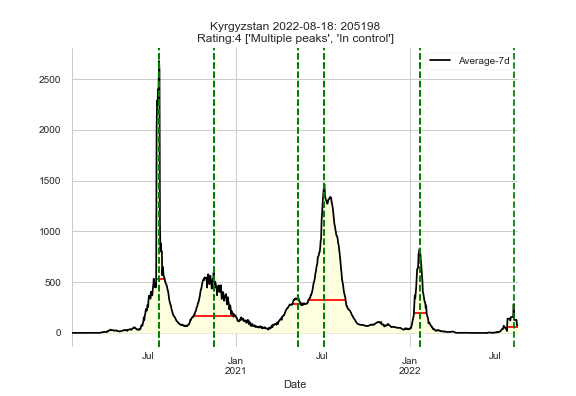 Kyrgyzstan 2022-08-18: 205198
Rating:4 ['Multiple peaks', 'In control']
Average-7d
2500
2000
1500
1000
500
0
Jul
Jan
2021
Jul
Jan
2022
Jul
Date